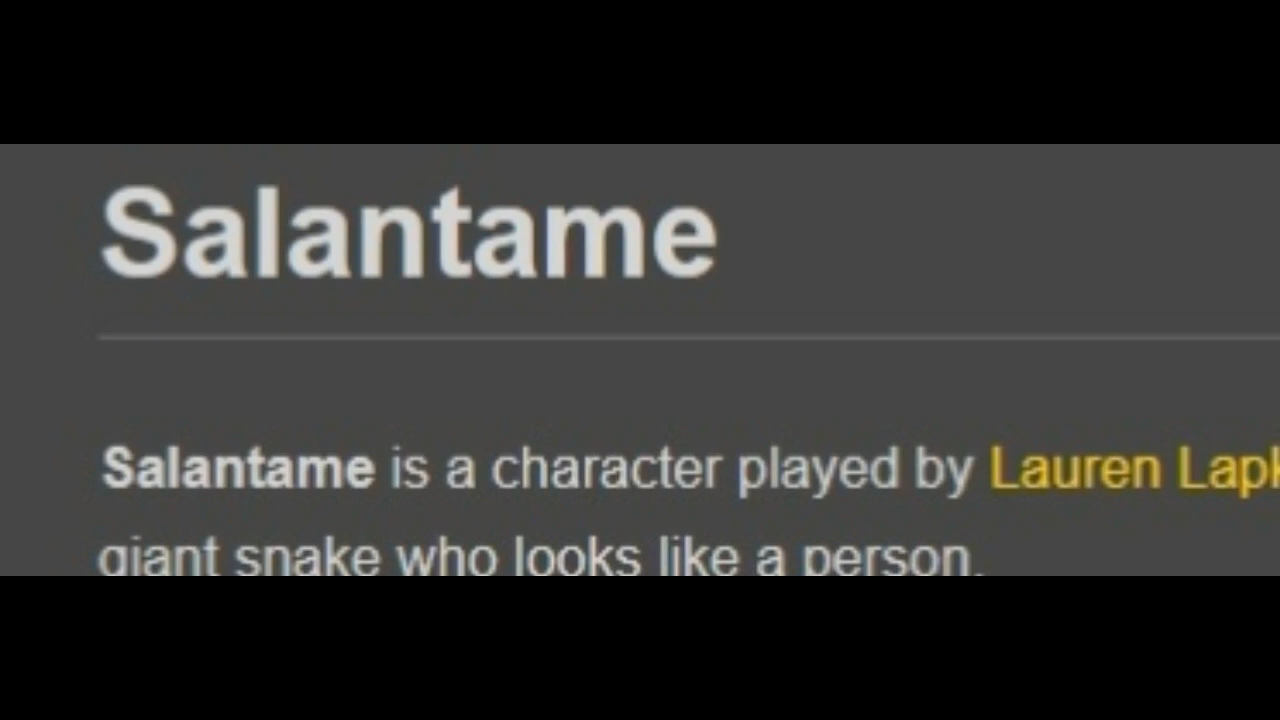 Salantame
Salantame is a character played by Lauren
giant snake who looks like a person.